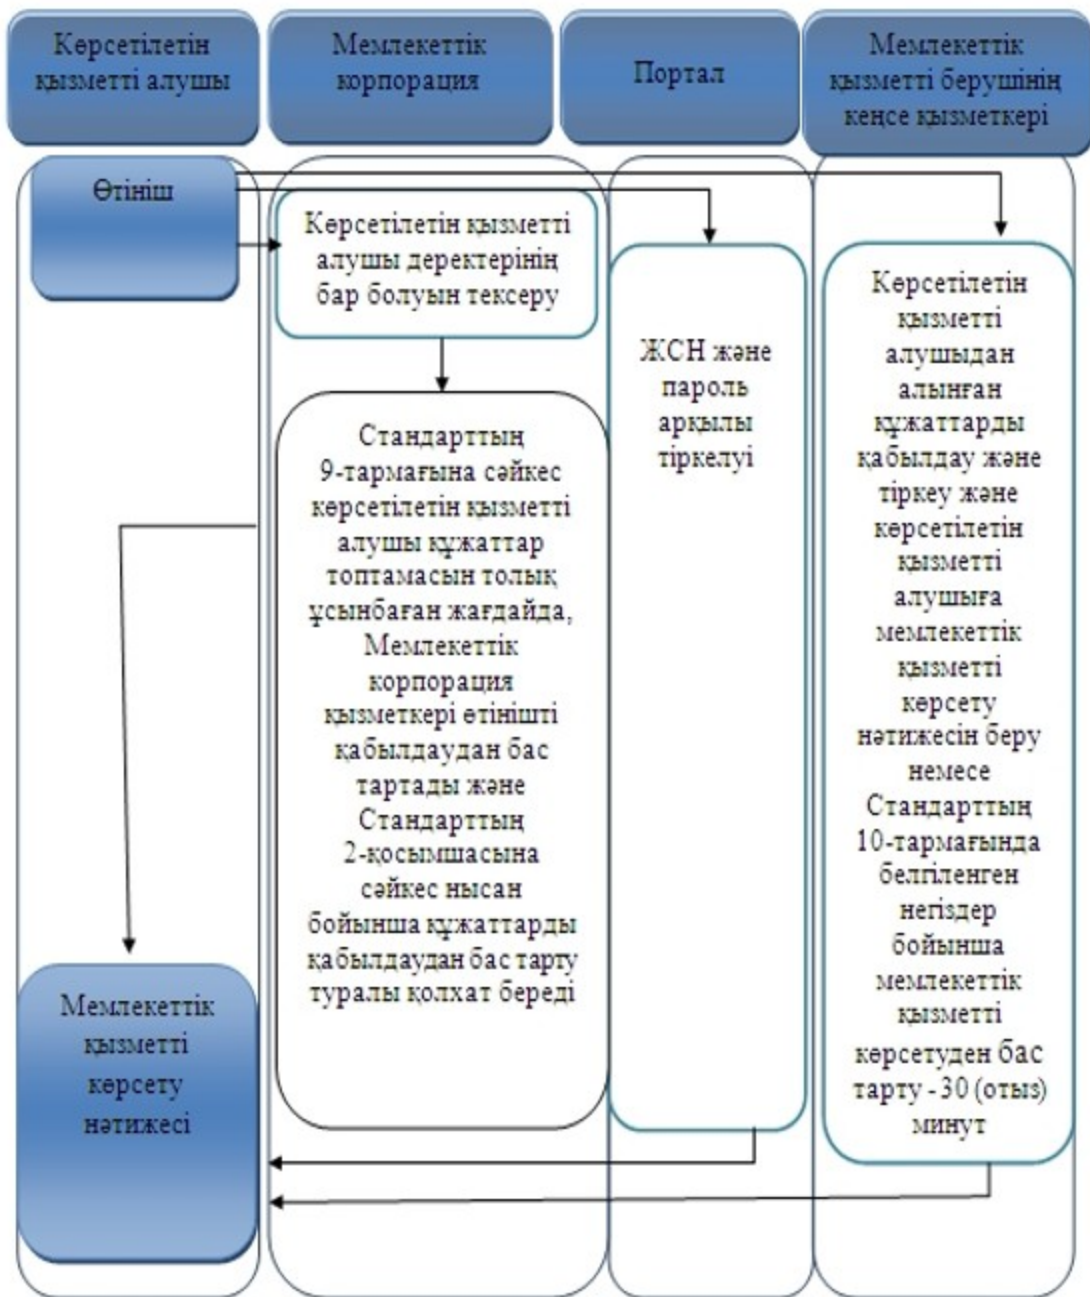 Көрсетілетін
қызметті алушы
Мемлекеттік
корпорация
Портал
Мемлекеттік
қызметті берушінің
кеңсе қызметкері
Өтініш
Көрсетілетін қызметті
алушы деректерінің
бар болуын тексеру
Стандарттың
9-тармағына сәйкес
көрсетілетін қызметті
алушы құжаттар
топтамасын толық
ұсынбаған жағдайда,
Мемлекеттік
корпорация
қызметкері өтінішті
қабылдаудан бас
тартады және
Стандарттың
2-қосымшасына
сәйкес нысан
бойынша құжаттарды
қабылдаудан бас тарту
туралы қолхат береді
ЖСН және
пароль
арқылы
тіркелуі
Көрсетілетін
қызметті
алушыдан
алынған
құжаттарды
қабылдау және
тіркеу және
көрсетілетін
қызметті
алушыға
мемлекеттік
қызметті
көрсету
нәтижесін беру
немесе
Стандарттың
10-тармағында
белгіленген
негіздер
бойынша
мемлекеттік
қызметті
көрсетуден бас
тарту - 30 (отыз)
минут
Мемлекеттік
қызметті
көрсету
нәтижесі